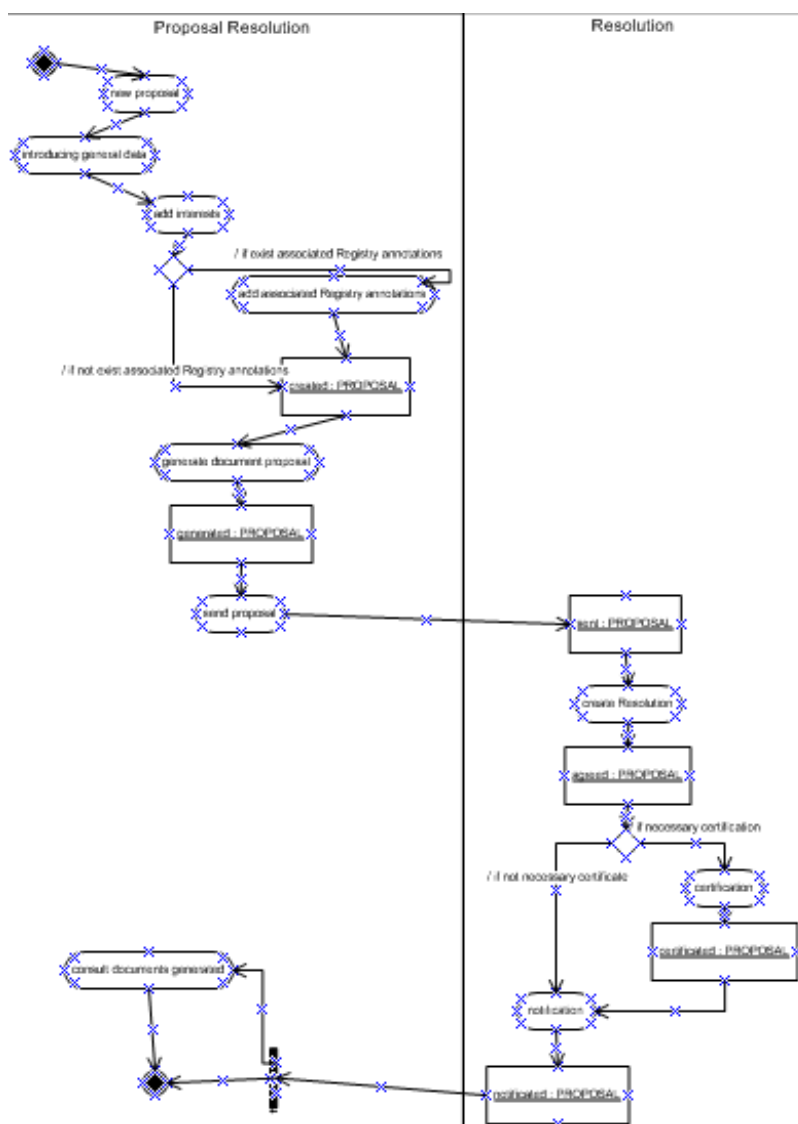 Proposal Resolution
Resolution
new proposal
introducing general data
add interests
/ if exist associated Registry annotations
add associated Registry annotations
/ if not exist associated Registry annotations
created : PROPOSAL
generate document proposal
generated : PROPOSAL
send proposal
sent : PROPOSAL
create Resolution
agreed : PROPOSAL
/ if necessary certification
/ if not necessary certificate
certification
certificated : PROPOSAL
consult documents generated
notification
notificated : PROPOSAL